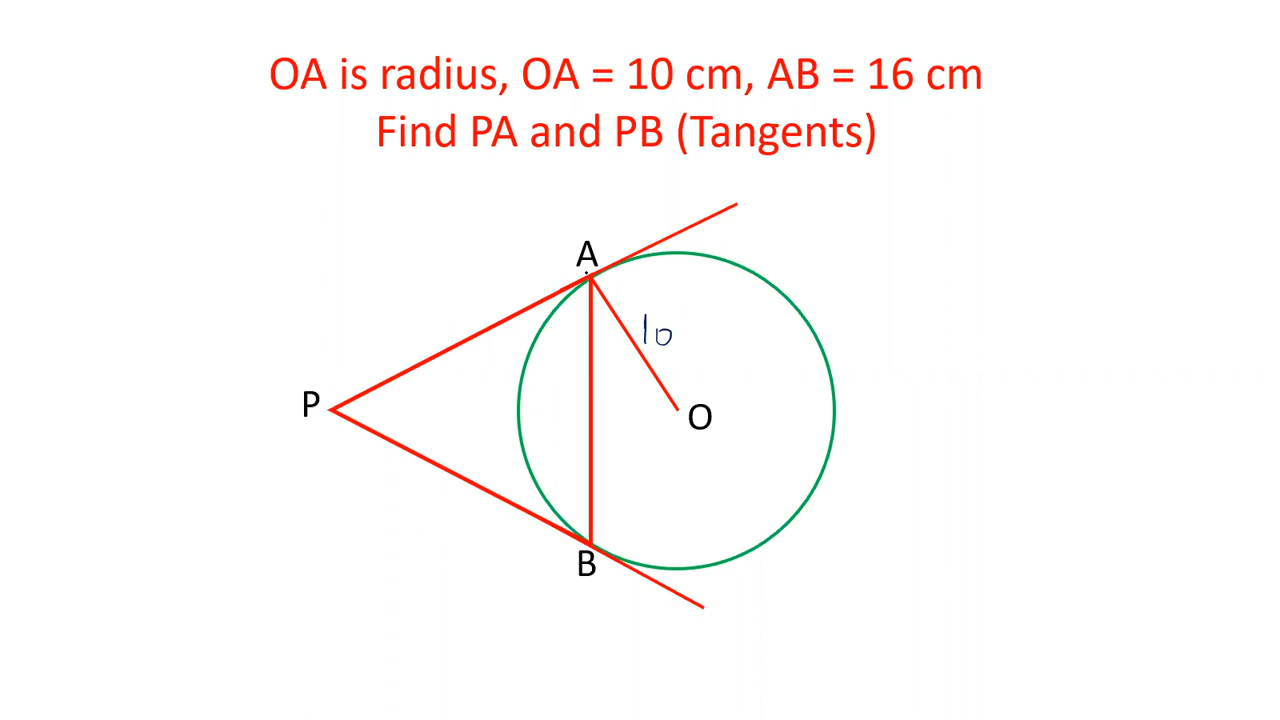 OA is radius, OA = 10 cm, AB = 16 cm
Find PA and PB (Tangents)
A
10
P
O
B